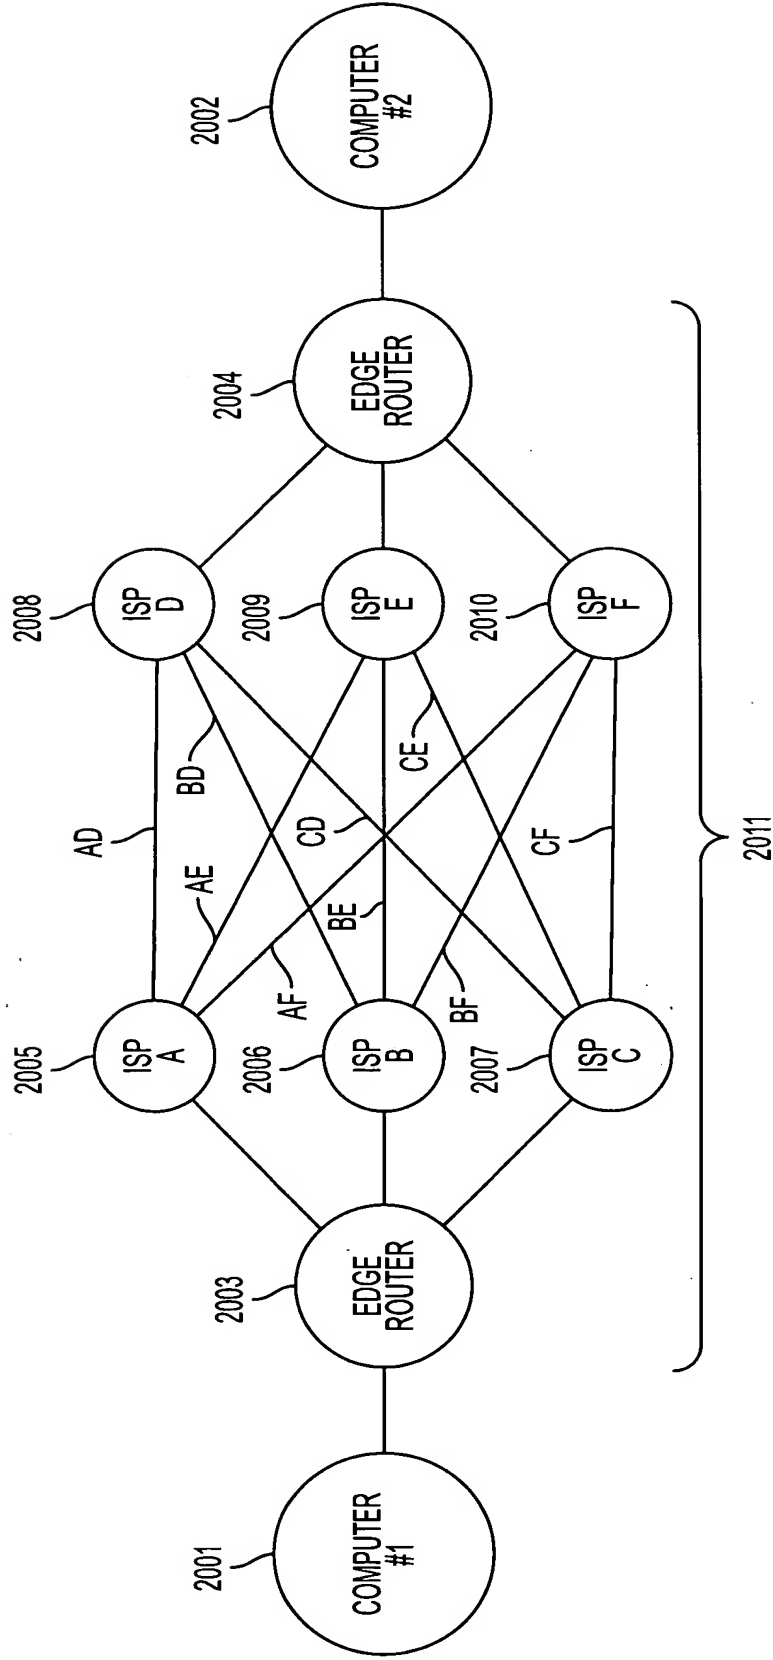 2001
COMPUTER
#1
2003
EDGE
ROUTER
2005
ISP
A
2006
ISP
B
2007
ISP
C
AD
AE
BD
AF
BE
CD
BF
CE
CF
2008
ISP
D
2009
ISP
E
2010
ISP
F
2004
EDGE
ROUTER
2002
COMPUTER
#2
2011